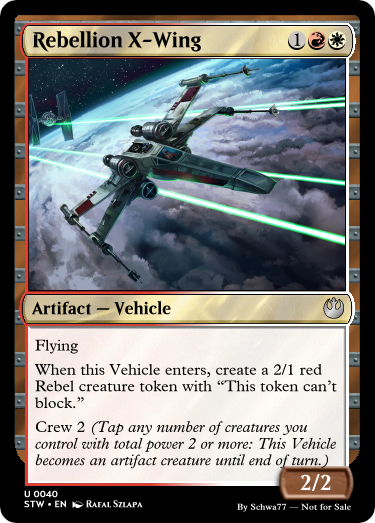 Rebellion X-Wing 1
Artifact — Vehicle
Flying
When this Vehicle enters, create a 2/1 red
Rebel creature token with “This token can’t
block.”
Crew 2 (Tap any number of creatures you
control with total power 2 or more: This Vehicle
becomes an artifact creature until end of turn.)
2/2
U 0040
STW • EN Rafal Szlapa
By Schwa77 — Not for Sale